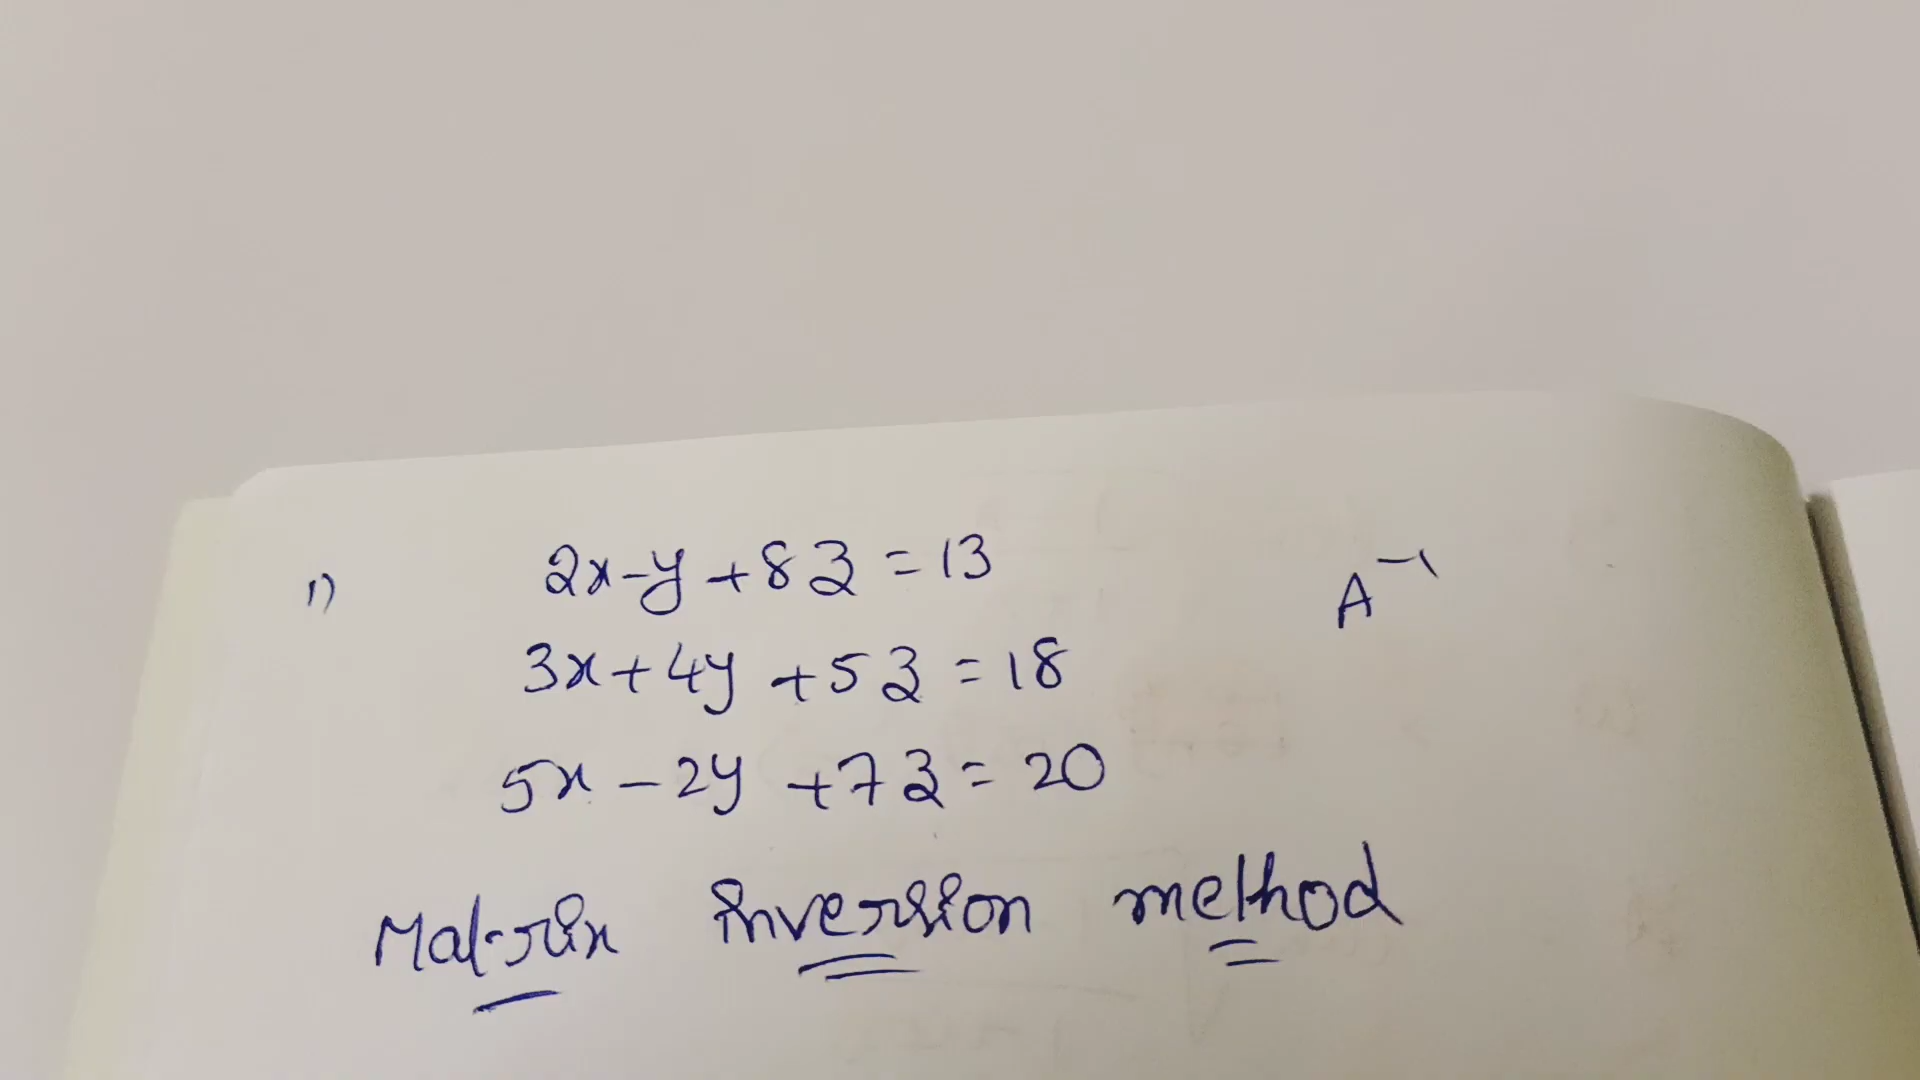 1) 2x-y+8z=13
A⁻¹
3x+4y+5z=18
5x-2y+7z=20
Matrix inversion method